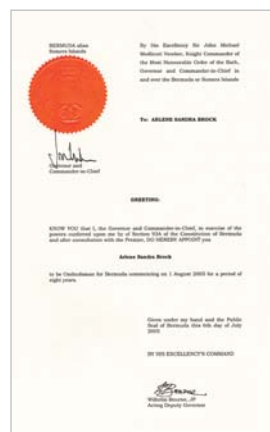 BERMUDA alias
Somers Islands
By His Excellency Sir John Michael
Knight Commander of
the Most Honourable Order of the Bath,
Governor and Commander-in-Chief in
and over the Bermuda or Somers Islands
To: ARLENE SANDRA BROCK
Governor and
Commander-in-Chief
GREETING:
KNOW YOU that I, the Governor and Commander-in-Chief, in exercise of the
powers conferred upon me by of Section 93A of the Constitution of Bermuda
and after consultation with the Premier, DO HEREBY APPOINT you
Arlene Sandra Brock
to be Ombudsman for Bermuda commencing on 1 August 2005 for a period of
eight years.
Given under my hand and the Public
Seal of Bermuda this 6th day of July
2005
BY HIS EXCELLENCY'S COMMAND
Acting Deputy Governor